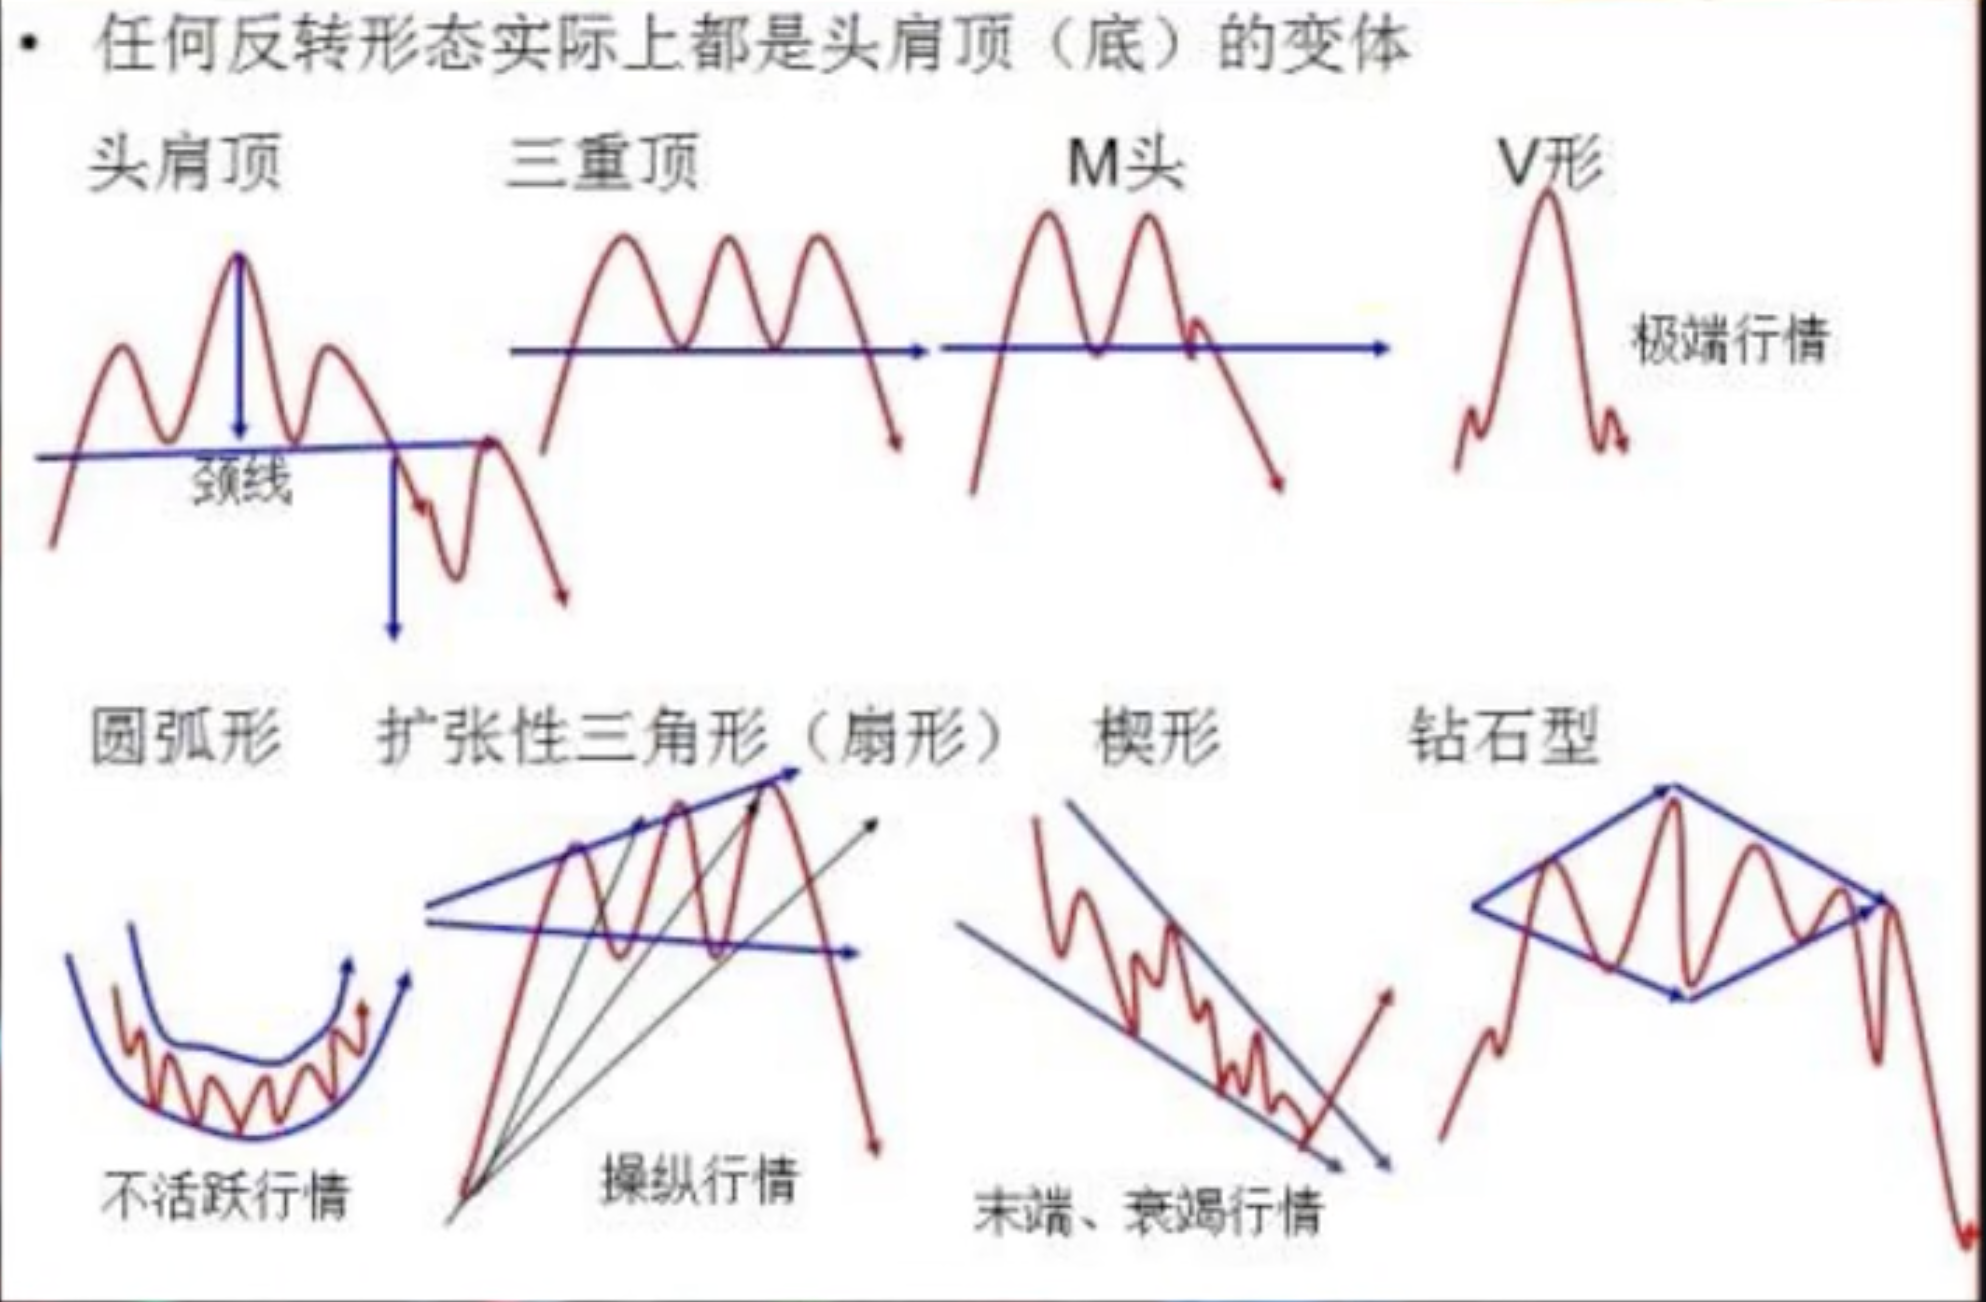 • 任何反转形态实际上都是头肩顶（底）的变体
头肩顶 三重顶 M头 V形
极端行情
颈线
圆弧形 扩张性三角形（扇形） 楔形 钻石型
不活跃行情 操纵行情 末端、衰竭行情